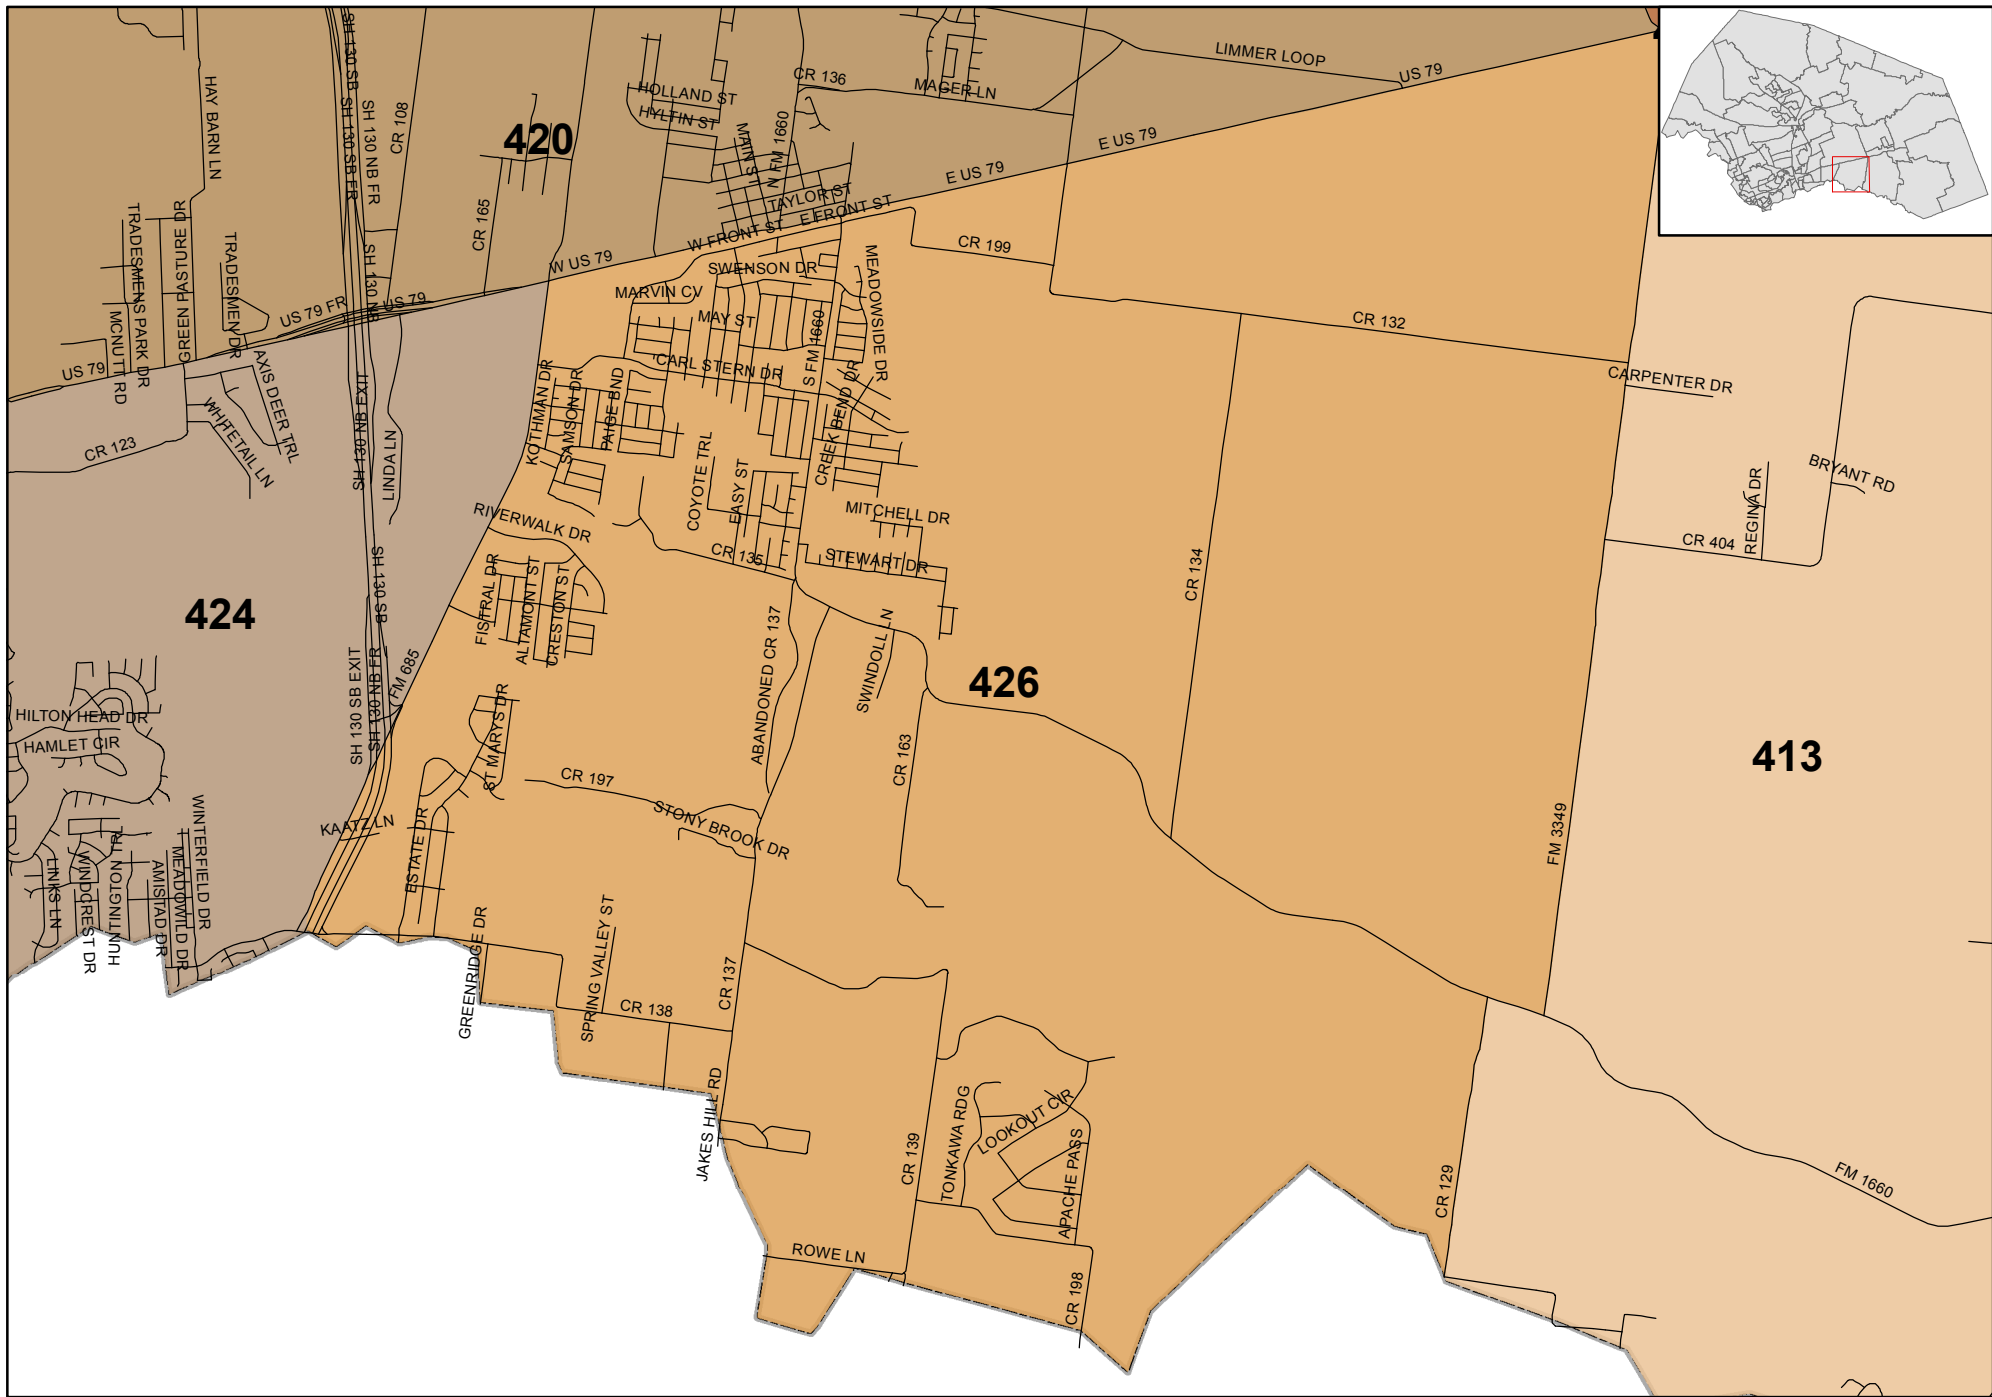 SH 130 SB
LIMMER LOOP
US 79
CR 136
MAGER LN
HAY BARN LN
SH 130 SB FR
SH 130 NB FR
CR 108
HOLLAND ST
HYLTIN ST
MAIN ST
N FM 1660
420
E US 79
E US 79
TAYLOR ST
E FRONT ST
W FRONT ST
CR 165
W US 79
CR 199
TRADESMENS PARK DR
GREEN PASTURE DR
TRADESMEN DR
SH 130 NB
SWENSON DR
MEADOWSIDE DR
MARVIN CV
MAY ST
US 79 FR
US 79
MCNUTT RD
S FM 1660
CR 132
US 79
AXIS DEER TRL
CARL STERN DR
CARPENTER DR
KOTHMAN DR
SAMSON DR
PAIGE BND
CREEK BEND DR
WHITETAIL LN
SH 130 NB EXIT
LINDA LN
CR 123
COYOTE TRL
EASY ST
BRYANT RD
REGINA DR
MITCHELL DR
RIVERWALK DR
CR 404
CR 135
STEWART DR
CR 134
FISTRAL DR
ALTAMONT ST
CRESTON ST
SH 130 SB
424
ABANDONED CR 137
SWINDOLL LN
SH 130 SB EXIT
SH 130 NB FR
FM 685
426
HILTON HEAD DR
HAMLET CIR
ST MARYS DR
CR 163
413
CR 197
STONY BROOK DR
KAATZ LN
ESTATE DR
FM 3349
LINKS LN
WINDCREST DR
HUNTINGTON TRL
AMISTAD DR
MEADOWILD DR
WINTERFIELD DR
GREENRIDGE DR
SPRING VALLEY ST
CR 137
CR 138
JAKES HILL RD
CR 139
TONKAWA RDG
LOOKOUT CIR
APACHE PASS
CR 129
FM 1660
ROWE LN
CR 198